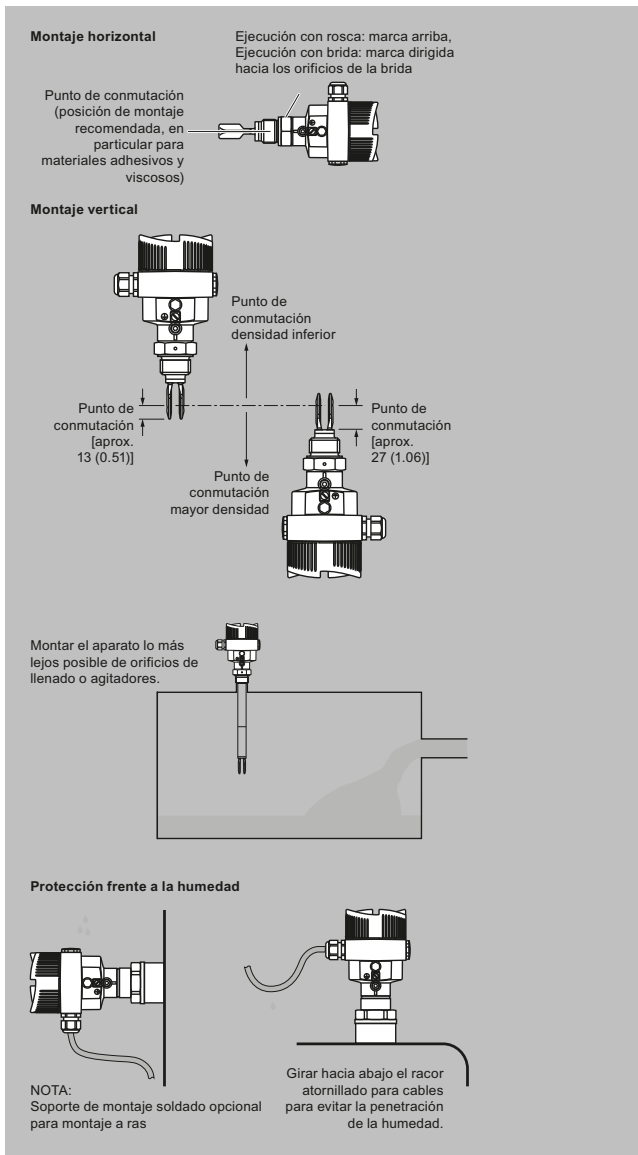 Montaje horizontal
Ejecución con rosca: marca arriba,
Ejecución con brida: marca dirigida
hacia los orificios de la brida
Punto de conmutación
(posición de montaje
recomendada, en
particular para
materiales adhesivos y
viscosos)
Montaje vertical
Punto de
conmutación
densidad inferior
Punto de
conmutación
[aprox.
13 (0.51)]
Punto de
conmutación
[aprox.
27 (1.06)]
Punto de
conmutación
mayor densidad
Montar el aparato lo más
lejos posible de orificios de
llenado o agitadores.
Protección frente a la humedad
NOTA:
Soporte de montaje soldado opcional
para montaje a ras
Girar hacia abajo el racor
atornillado para cables
para evitar la penetración
de la humedad.